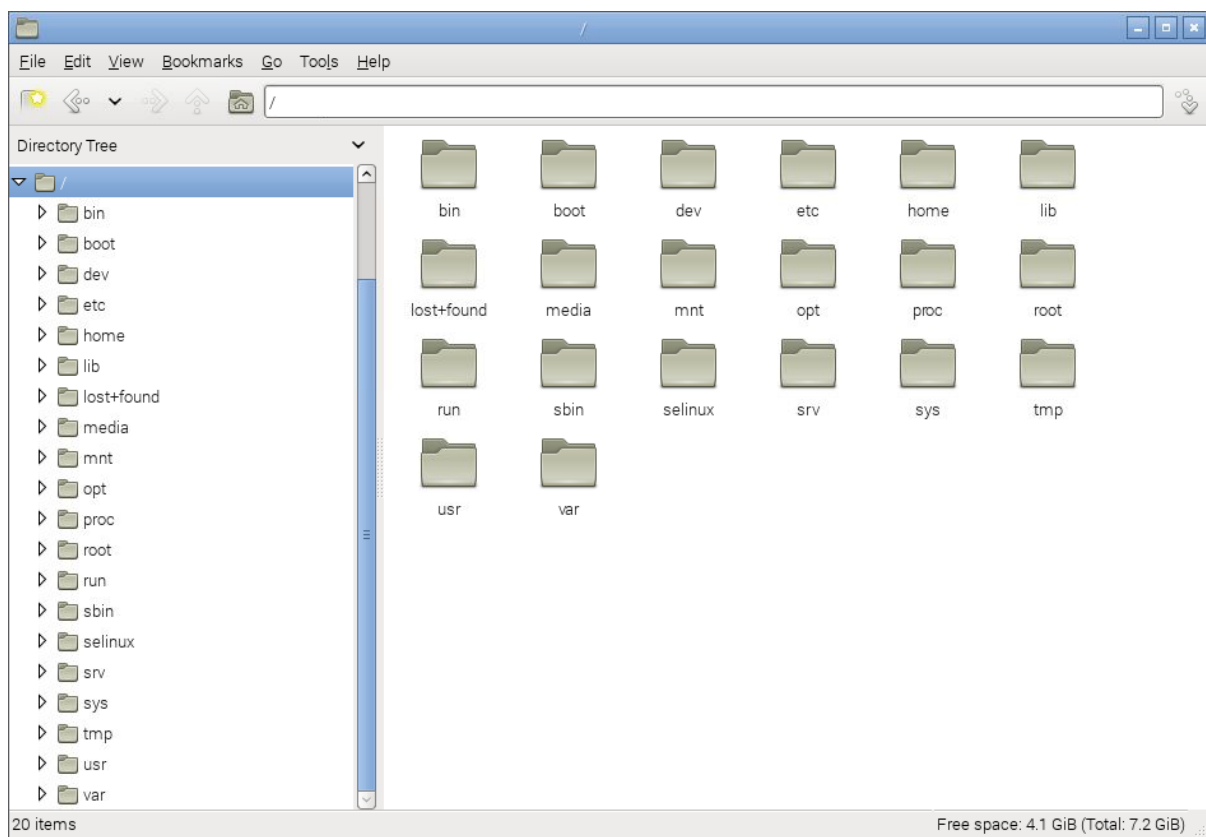 /
File Edit View Bookmarks Go Tools Help
/
Directory Tree
/
bin
boot
dev
etc
home
lib
lost+found
media
mnt
opt
proc
root
run
sbin
selinux
srv
sys
tmp
usr
var
bin boot dev etc home lib
lost+found media mnt opt proc root
run sbin selinux srv sys tmp
usr var
20 items Free space: 4.1 GiB (Total: 7.2 GiB)